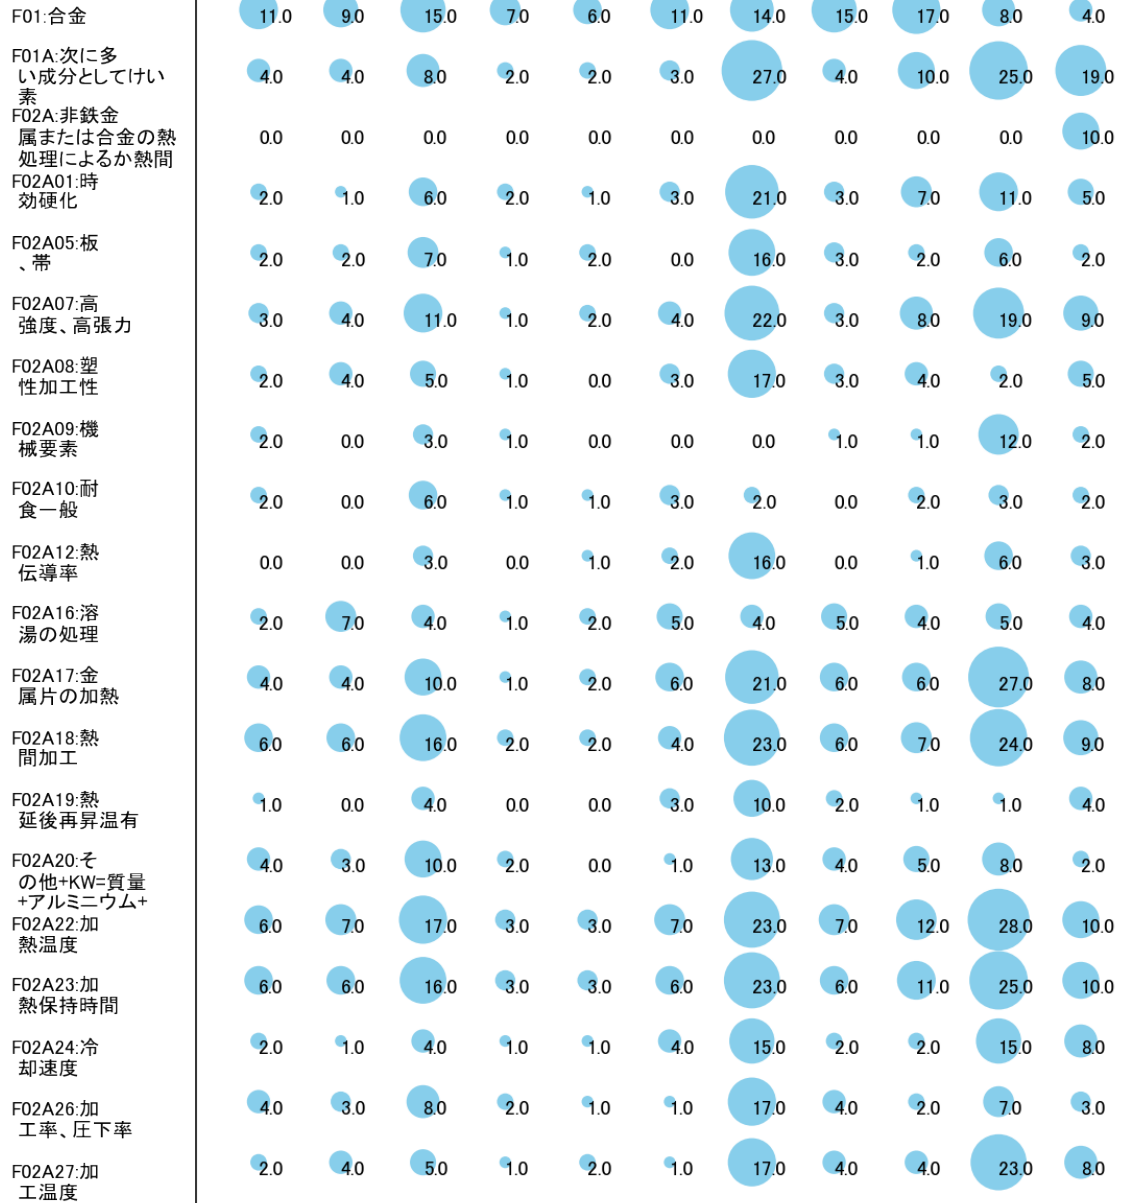 F01:合金 11.0 9.0 15.0 7.0 6.0 11.0 14.0 15.0 17.0 8.0 4.0
F01A:次に多
い成分としてけい 4.0 4.0 8.0 2.0 2.0 3.0 27.0 4.0 10.0 25.0 19.0
素
F02A:非鉄金
属または合金の熱 0.0 0.0 0.0 0.0 0.0 0.0 0.0 0.0 0.0 0.0 10.0
処理によるか熱間
F02A01:時
効硬化 2.0 1.0 6.0 2.0 1.0 3.0 21.0 3.0 7.0 11.0 5.0
F02A05:板
、帯 2.0 2.0 7.0 1.0 2.0 0.0 16.0 3.0 2.0 6.0 2.0
F02A07:高
強度、高張力 3.0 4.0 11.0 1.0 2.0 4.0 22.0 3.0 8.0 19.0 9.0
F02A08:塑
性加工性 2.0 4.0 5.0 1.0 0.0 3.0 17.0 3.0 4.0 2.0 5.0
F02A09:機
械要素 2.0 0.0 3.0 1.0 0.0 0.0 0.0 1.0 1.0 12.0 2.0
F02A10:耐
食一般 2.0 0.0 6.0 1.0 1.0 3.0 2.0 0.0 2.0 3.0 2.0
F02A12:熱
伝導率 0.0 0.0 3.0 0.0 1.0 2.0 16.0 0.0 1.0 6.0 3.0
F02A16:溶
湯の処理 2.0 7.0 4.0 1.0 2.0 5.0 4.0 5.0 4.0 5.0 4.0
F02A17:金
属片の加熱 4.0 4.0 10.0 1.0 2.0 6.0 21.0 6.0 6.0 27.0 8.0
F02A18:熱
間加工 6.0 6.0 16.0 2.0 2.0 4.0 23.0 6.0 7.0 24.0 9.0
F02A19:熱
延後再昇温有 1.0 0.0 4.0 0.0 0.0 3.0 10.0 2.0 1.0 1.0 4.0
F02A20:そ
の他+KW=質量 4.0 3.0 10.0 2.0 0.0 1.0 13.0 4.0 5.0 8.0 2.0
+アルミニウム+
F02A22:加
熱温度 6.0 7.0 17.0 3.0 3.0 7.0 23.0 7.0 12.0 28.0 10.0
F02A23:加
熱保持時間 6.0 6.0 16.0 3.0 3.0 6.0 23.0 6.0 11.0 25.0 10.0
F02A24:冷
却速度 2.0 1.0 4.0 1.0 1.0 4.0 15.0 2.0 2.0 15.0 8.0
F02A26:加
工率、圧下率 4.0 3.0 8.0 2.0 1.0 1.0 17.0 4.0 2.0 7.0 3.0
F02A27:加
工温度 2.0 4.0 5.0 1.0 2.0 1.0 17.0 4.0 4.0 23.0 8.0